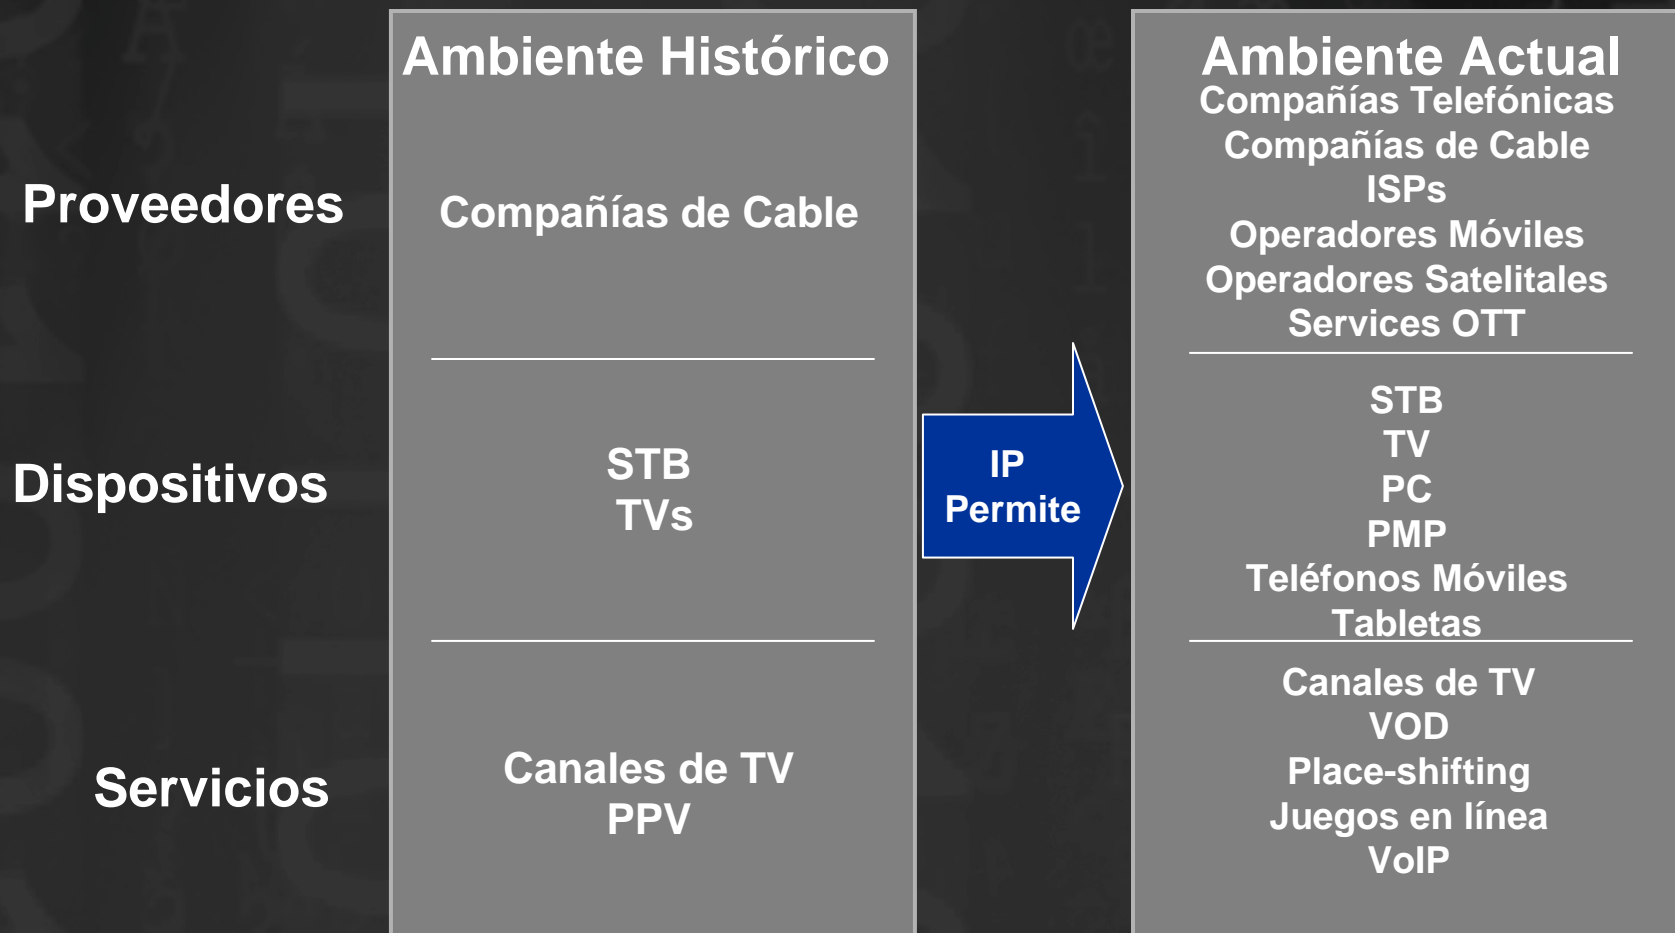 Ambiente Histórico
Ambiente Actual
Proveedores
Compañías de Cable
Compañías Telefónicas
Compañías de Cable
ISPs
Operadores Móviles
Operadores Satelitales
Services OTT
Dispositivos
STB
TVs
IP
Permite
STB
TV
PC
PMP
Teléfonos Móviles
Tabletas
Servicios
Canales de TV
PPV
Canales de TV
VOD
Place-shifting
Juegos en línea
VoIP